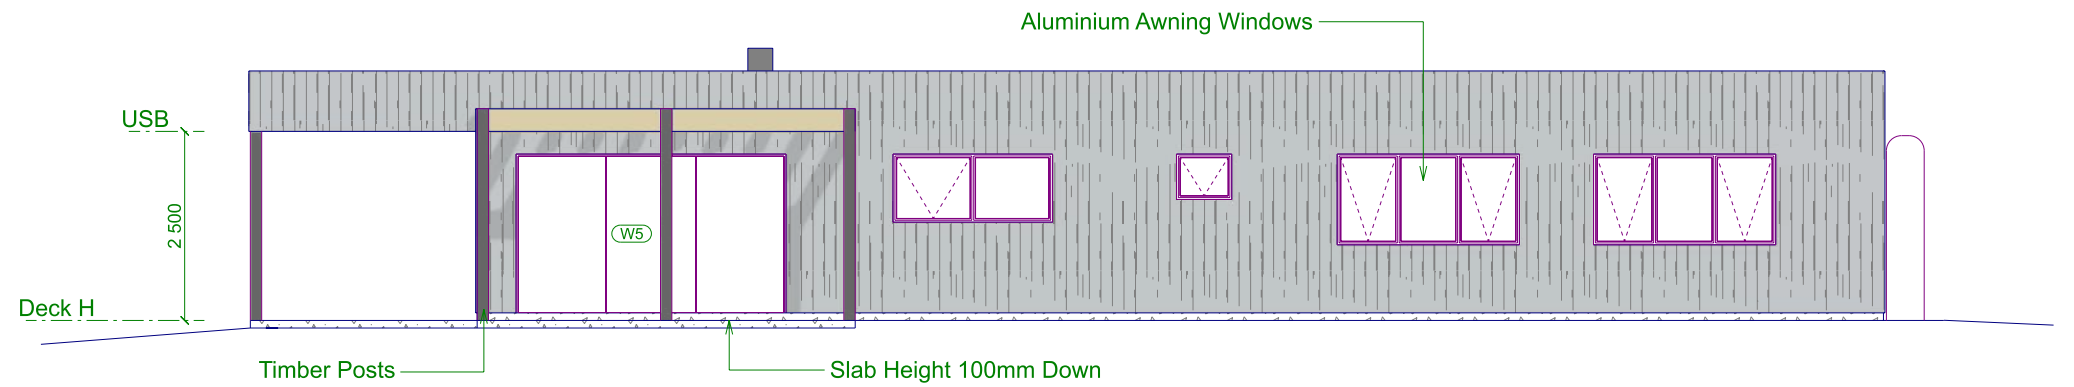 Aluminium Awning Windows
USB
2 500
W5
Deck H
Timber Posts
Slab Height 100mm Down